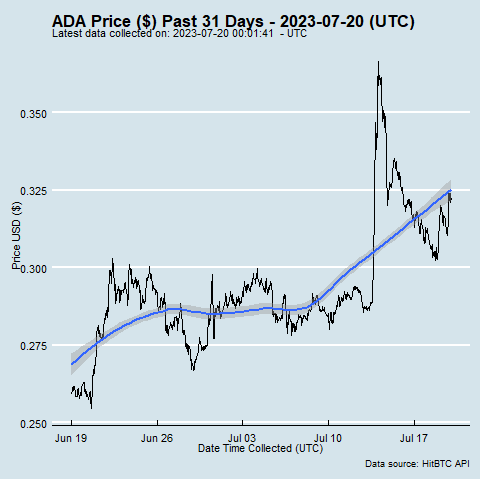 ADA Price ($) Past 31 Days - 2023-07-20 (UTC)
Latest data collected on: 2023-07-20 00:01:41 - UTC
Price USD ($)
0.350
0.325
0.300
0.275
0.250
Jun 19 Jun 26 Jul 03 Jul 10 Jul 17
Date Time Collected (UTC)
Data source: HitBTC API